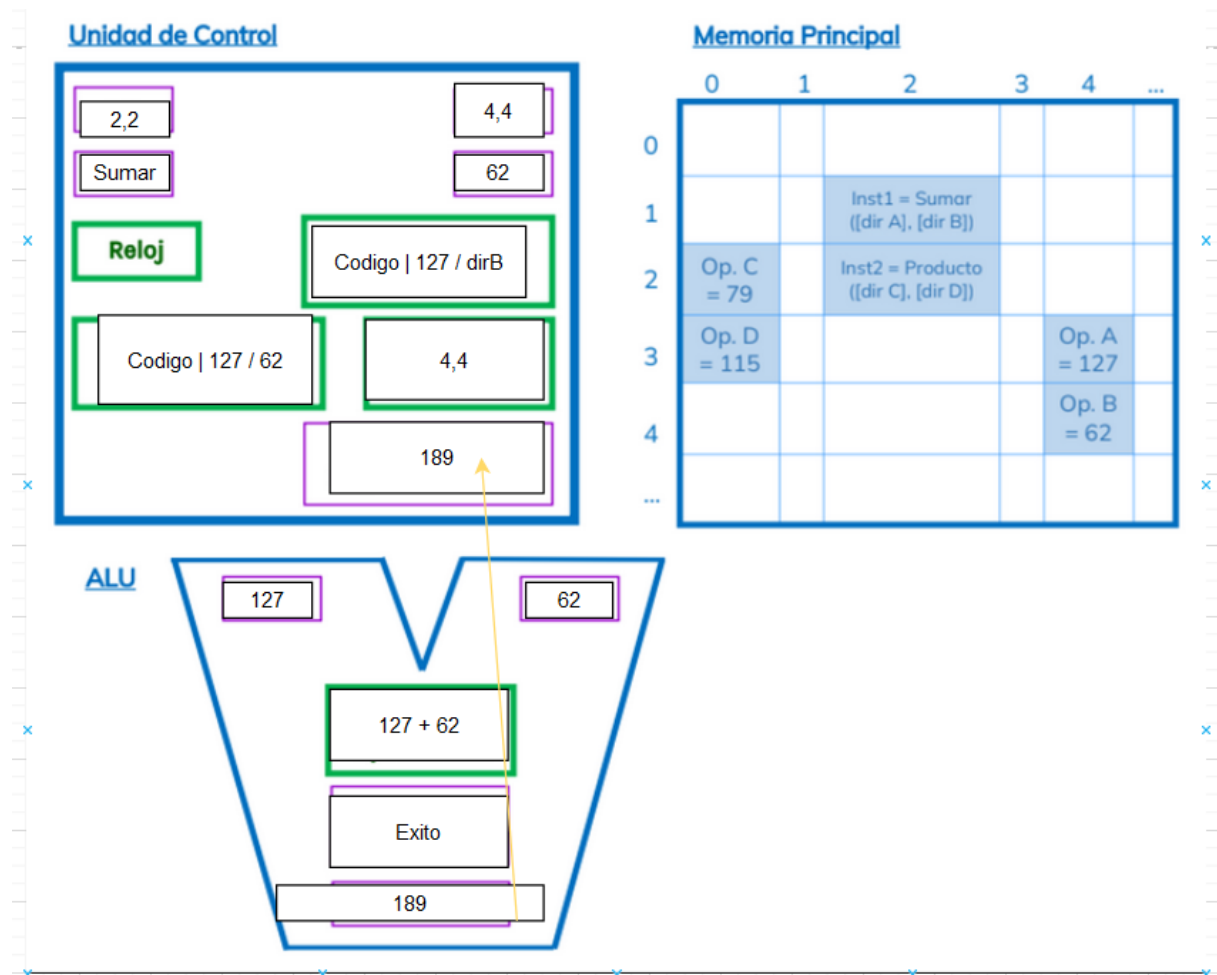 Unidad de Control
2,2
4,4
Sumar
62
Reloj
Codigo | 127 / dirB
Codigo | 127 / 62
4,4
189
Memoria Principal
0 1 2 3 4 ...
0
1
Inst1 = Sumar
([dir A], [dir B])
2
Op. C
= 79
Inst2 = Producto
([dir C], [dir D])
3
Op. D
= 115
Op. A
= 127
4
Op. B
= 62
...
ALU
127
62
127 + 62
Exito
189